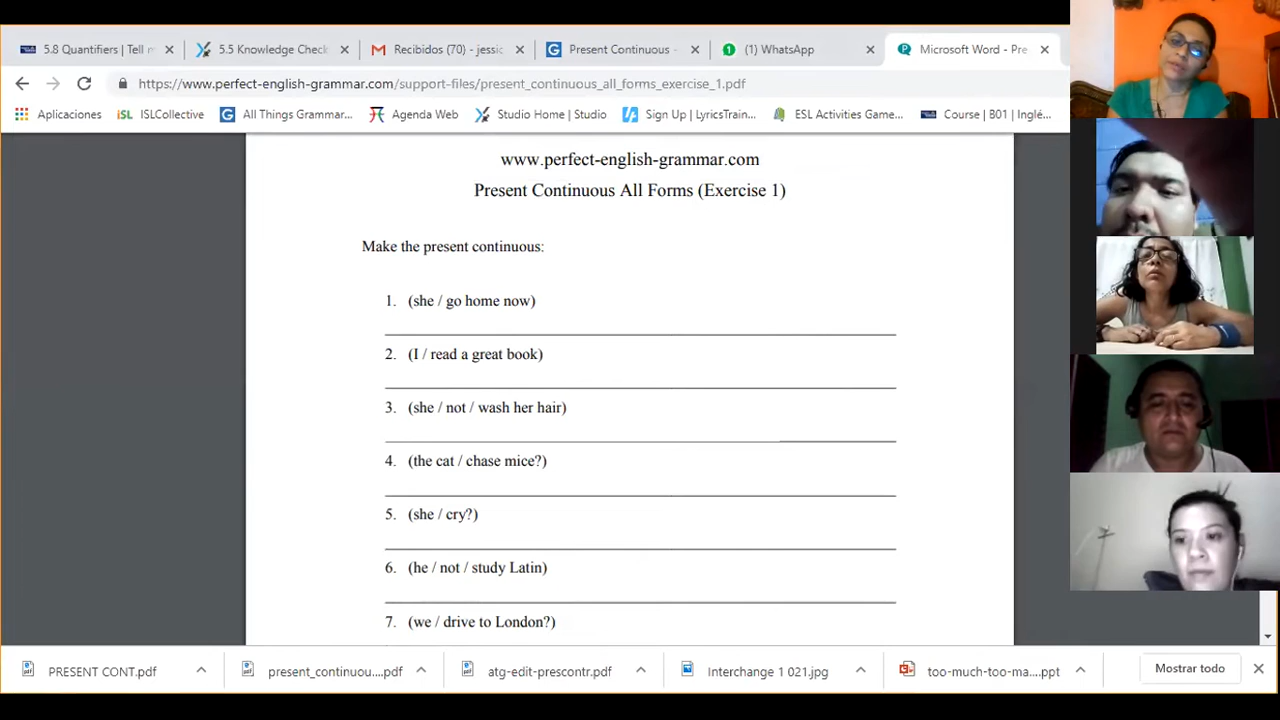 5.8 Quantifiers | Tell m
5.5 Knowledge Check
Recibidos (70) - jessic
Present Continuous -
(1) WhatsApp
Microsoft Word - Pre
https://www.perfect-english-grammar.com/support-files/present_continuous_all_forms_exercise_1.pdf
Aplicaciones
iSL ISLCollective
All Things Grammar...
Agenda Web
Studio Home | Studio
Sign Up | LyricsTrain...
ESL Activities Game...
Course | B01 | Inglé...
www.perfect-english-grammar.com
Present Continuous All Forms (Exercise 1)
Make the present continuous:
1. (she / go home now)
2. (I / read a great book)
3. (she / not / wash her hair)
4. (the cat / chase mice?)
5. (she / cry?)
6. (he / not / study Latin)
7. (we / drive to London?)
PRESENT CONT.pdf
present_continuou....pdf
atg-edit-prescontr.pdf
Interchange 1 021.jpg
too-much-too-ma....ppt
Mostrar todo